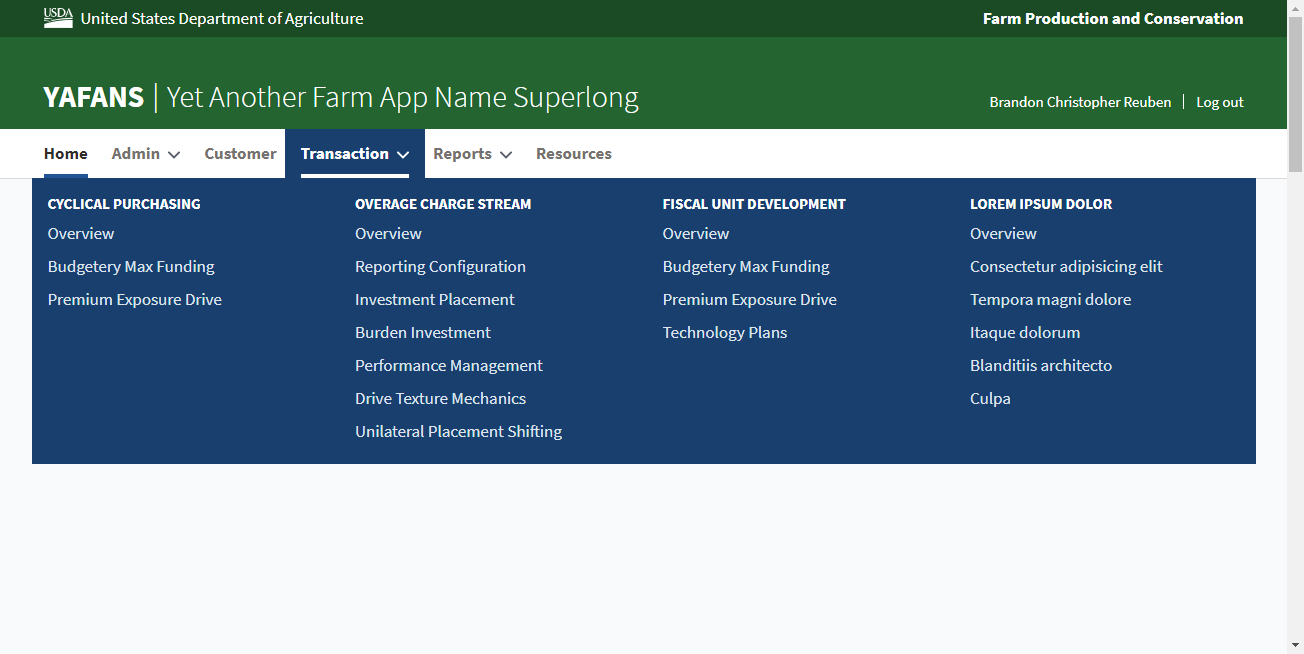 USDA United States Department of Agriculture
Farm Production and Conservation
YAFANS | Yet Another Farm App Name Superlong
Brandon Christopher Reuben | Log out
Home Admin Customer Transaction Reports Resources
CYCLICAL PURCHASING
Overview
Budgetery Max Funding
Premium Exposure Drive
OVERAGE CHARGE STREAM
Overview
Reporting Configuration
Investment Placement
Burden Investment
Performance Management
Drive Texture Mechanics
Unilateral Placement Shifting
FISCAL UNIT DEVELOPMENT
Overview
Budgetery Max Funding
Premium Exposure Drive
Technology Plans
LOREM IPSUM DOLOR
Overview
Consectetur adipisicing elit
Tempora magni dolore
Itaque dolorum
Blanditiis architecto
Culpa